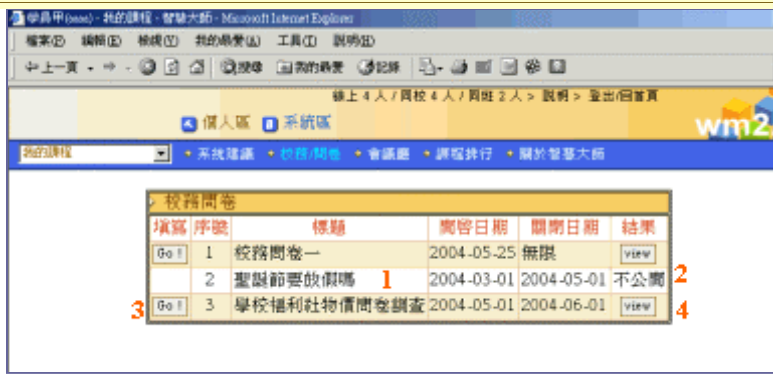 學員甲(aaaa) - 我的課程 - 智慧大師 - Microsoft Internet Explorer
檔案(F) 編輯(E) 檢視(V) 我的最愛(A) 工具(T) 說明(H)
上一頁 搜尋 我的最愛 記錄
線上 4 人 / 同校 4 人 / 同班 2 人 > 說明 > 登出/回首頁
個人區 系統區
wm2
我的課程 系統建議 校務/問卷 會議廳 課程排行 關於智慧大師
校務問卷
填寫 序號 標題 開啓日期 關閉日期 結果
Go ! 1 校務問卷一 2004-05-25 無限 view
2 聖誕節要放假嗎 1 2004-03-01 2004-05-01 不公開 2
3 Go ! 3 學校福利社物價問卷調查 2004-05-01 2004-06-01 view 4